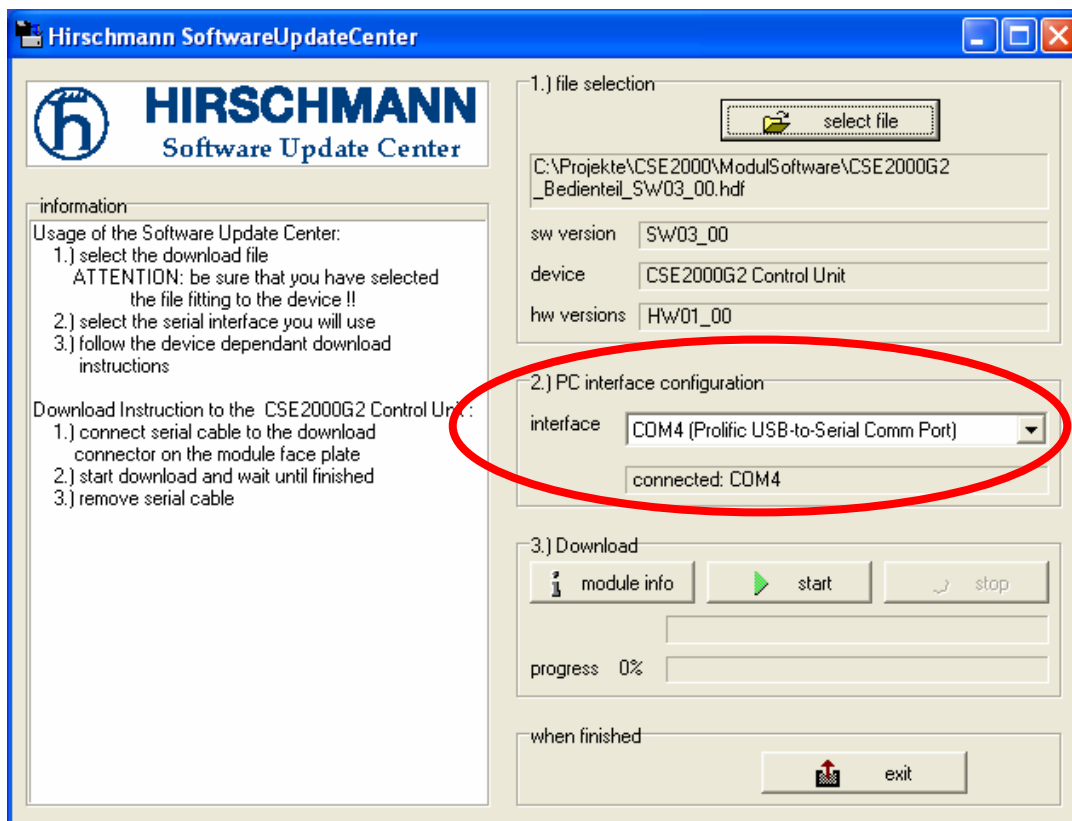 Hirschmann SoftwareUpdateCenter
HIRSCHMANN
Software Update Center
information
Usage of the Software Update Center:
1.) select the download file
ATTENTION: be sure that you have selected
the file fitting to the device !!
2.) select the serial interface you will use
3.) follow the device dependant download
instructions
Download Instruction to the CSE2000G2 Control Unit :
1.) connect serial cable to the download
connector on the module face plate
2.) start download and wait until finished
3.) remove serial cable
1.) file selection
select file
C:\Projekte\CSE2000\ModulSoftware\CSE2000G2
_Bedienteil_SW03_00.hdf
sw version SW03_00
device CSE2000G2 Control Unit
hw versions HW01_00
2.) PC interface configuration
interface COM4 (Prolific USB-to-Serial Comm Port)
connected: COM4
3.) Download
module info start stop
progress 0%
when finished
exit